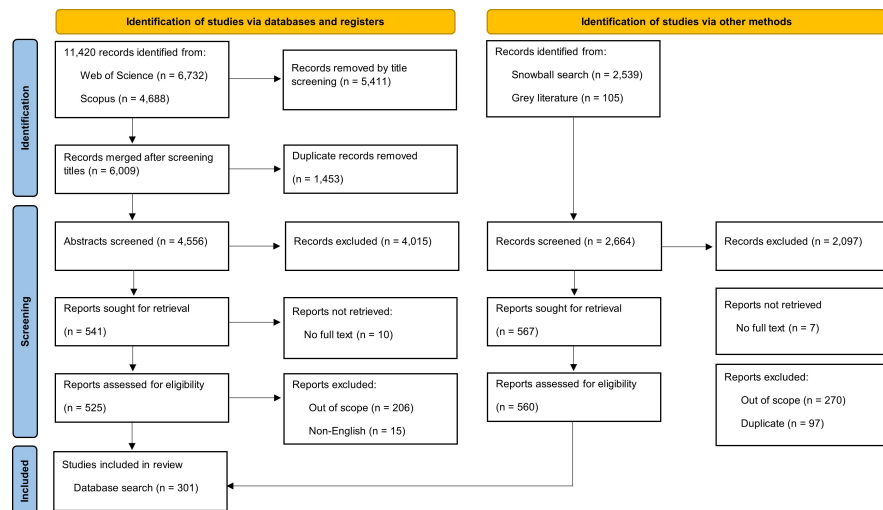 Identification of studies via databases and registers
Identification of studies via other methods
Identification
11,420 records identified from:
Web of Science (n = 6,732)
Scopus (n = 4,688)
Records removed by title
screening (n = 5,411)
Records identified from:
Snowball search (n = 2,539)
Grey literature (n = 105)
Records merged after screening
titles (n = 6,009)
Duplicate records removed
(n = 1,453)
Screening
Abstracts screened (n = 4,556)
Records excluded (n = 4,015)
Records screened (n = 2,664)
Records excluded (n = 2,097)
Reports sought for retrieval
(n = 541)
Reports not retrieved:
No full text (n = 10)
Reports sought for retrieval
(n = 567)
Reports not retrieved
No full text (n = 7)
Reports assessed for eligibility
(n = 525)
Reports excluded:
Out of scope (n = 206)
Non-English (n = 15)
Reports assessed for eligibility
(n = 560)
Reports excluded:
Out of scope (n = 270)
Duplicate (n = 97)
Included
Studies included in review
Database search (n = 301)